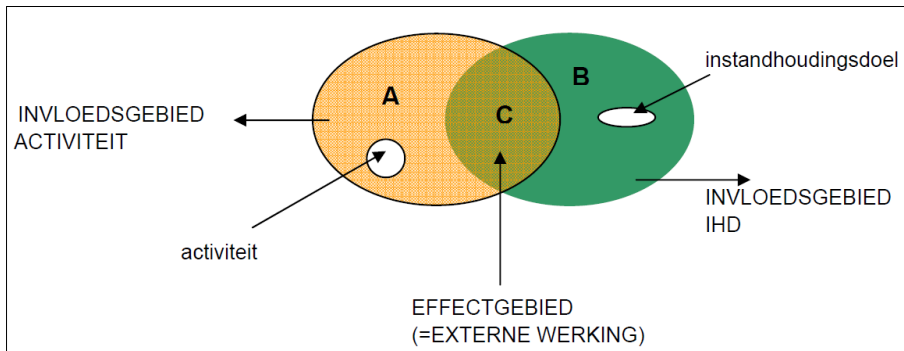 instandhoudingsdoel
B
A
C
INVLOEDSGEBIED
ACTIVITEIT
INVLOEDSGEBIED
IHD
activiteit
EFFECTGEBIED
(=EXTERNE WERKING)